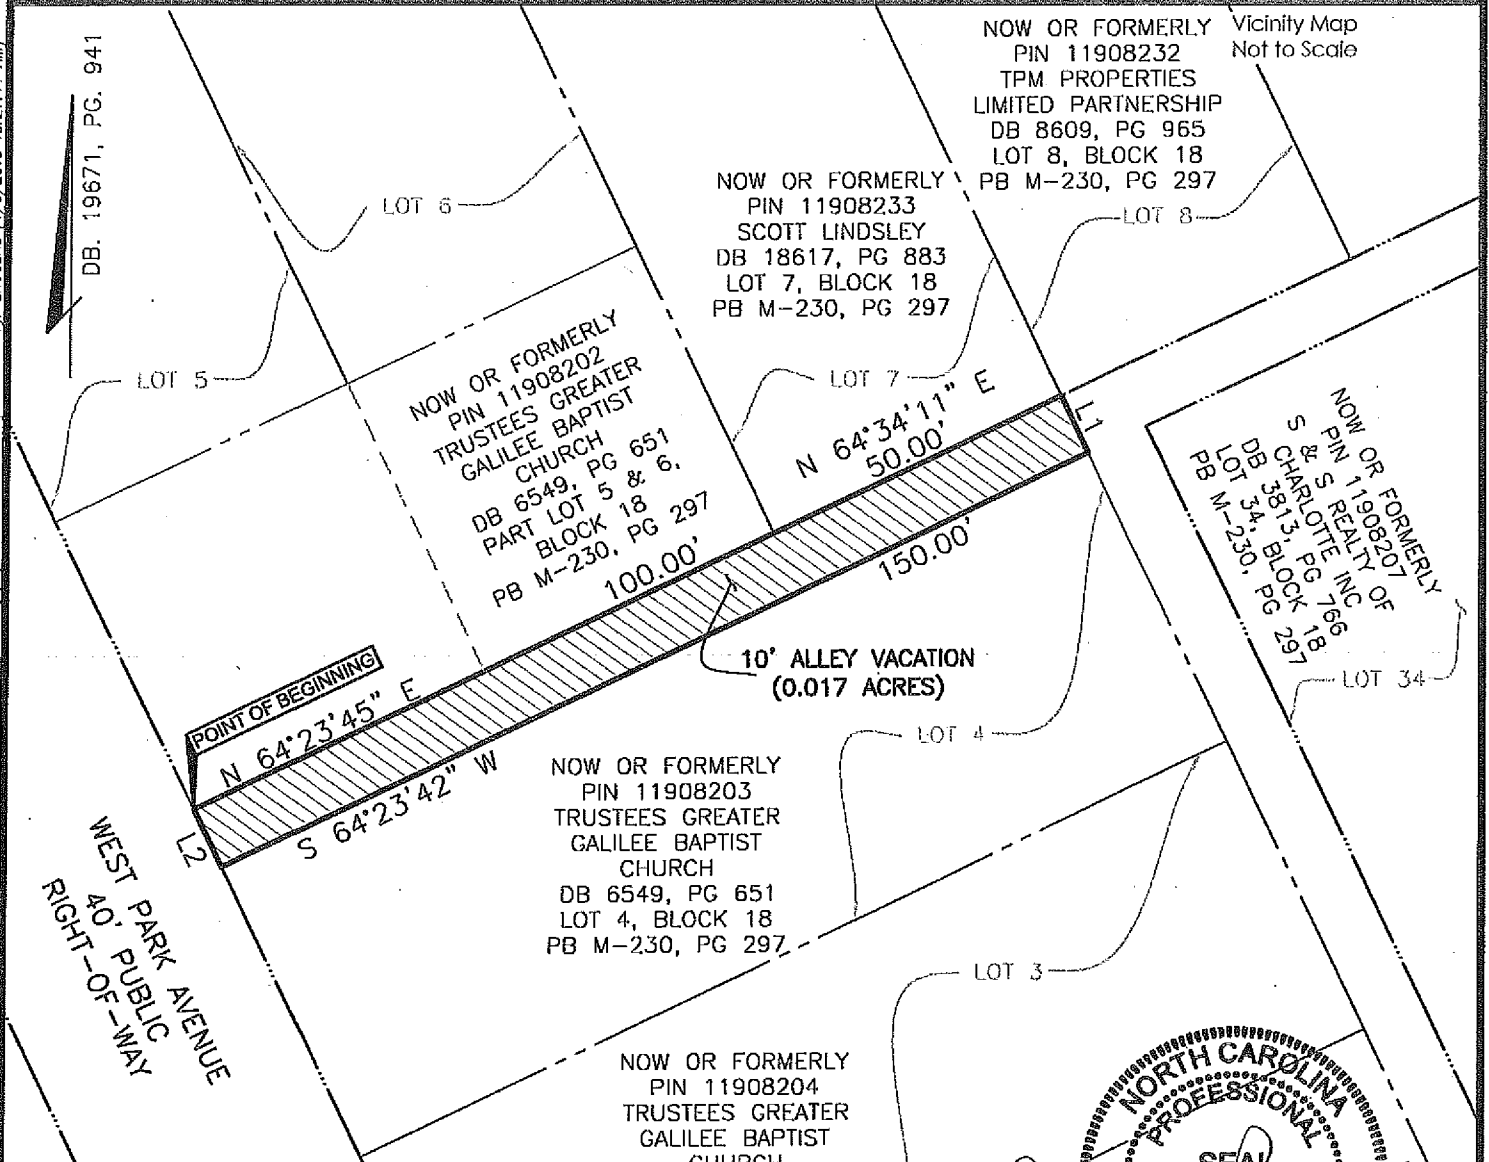 DB. 19671, PG. 941
NOW OR FORMERLY
PIN 11908232
TPM PROPERTIES
LIMITED PARTNERSHIP
DB 8609, PG 965
LOT 8, BLOCK 18
PB M-230, PG 297
Vicinity Map
Not to Scale
NOW OR FORMERLY
PIN 11908233
SCOTT LINDSLEY
DB 18617, PG 883
LOT 7, BLOCK 18
PB M-230, PG 297
LOT 6
LOT 8
LOT 5
LOT 7
NOW OR FORMERLY
PIN 11908202
TRUSTEES GREATER
GALILEE BAPTIST
CHURCH
DB 6549, PG 651
PART LOT 5 & 6,
BLOCK 18
PB M-230, PG 297
N 64°34'11" E
50.00'
L1
NOW OR FORMERLY
PIN 11908207
S & S REALTY OF
CHARLOTTE INC
DB 3813, PG 766
LOT 34, BLOCK 18
PB M-230, PG 297
LOT 34
100.00'
150.00'
10' ALLEY VACATION
(0.017 ACRES)
POINT OF BEGINNING
N 64°23'45" E
S 64°23'42" W
L2
LOT 4
NOW OR FORMERLY
PIN 11908203
TRUSTEES GREATER
GALILEE BAPTIST
CHURCH
DB 6549, PG 651
LOT 4, BLOCK 18
PB M-230, PG 297
WEST PARK AVENUE
40' PUBLIC
RIGHT-OF-WAY
LOT 3
NOW OR FORMERLY
PIN 11908204
TRUSTEES GREATER
GALILEE BAPTIST
CHURCH
NORTH CAROLINA
PROFESSIONAL
SEAL